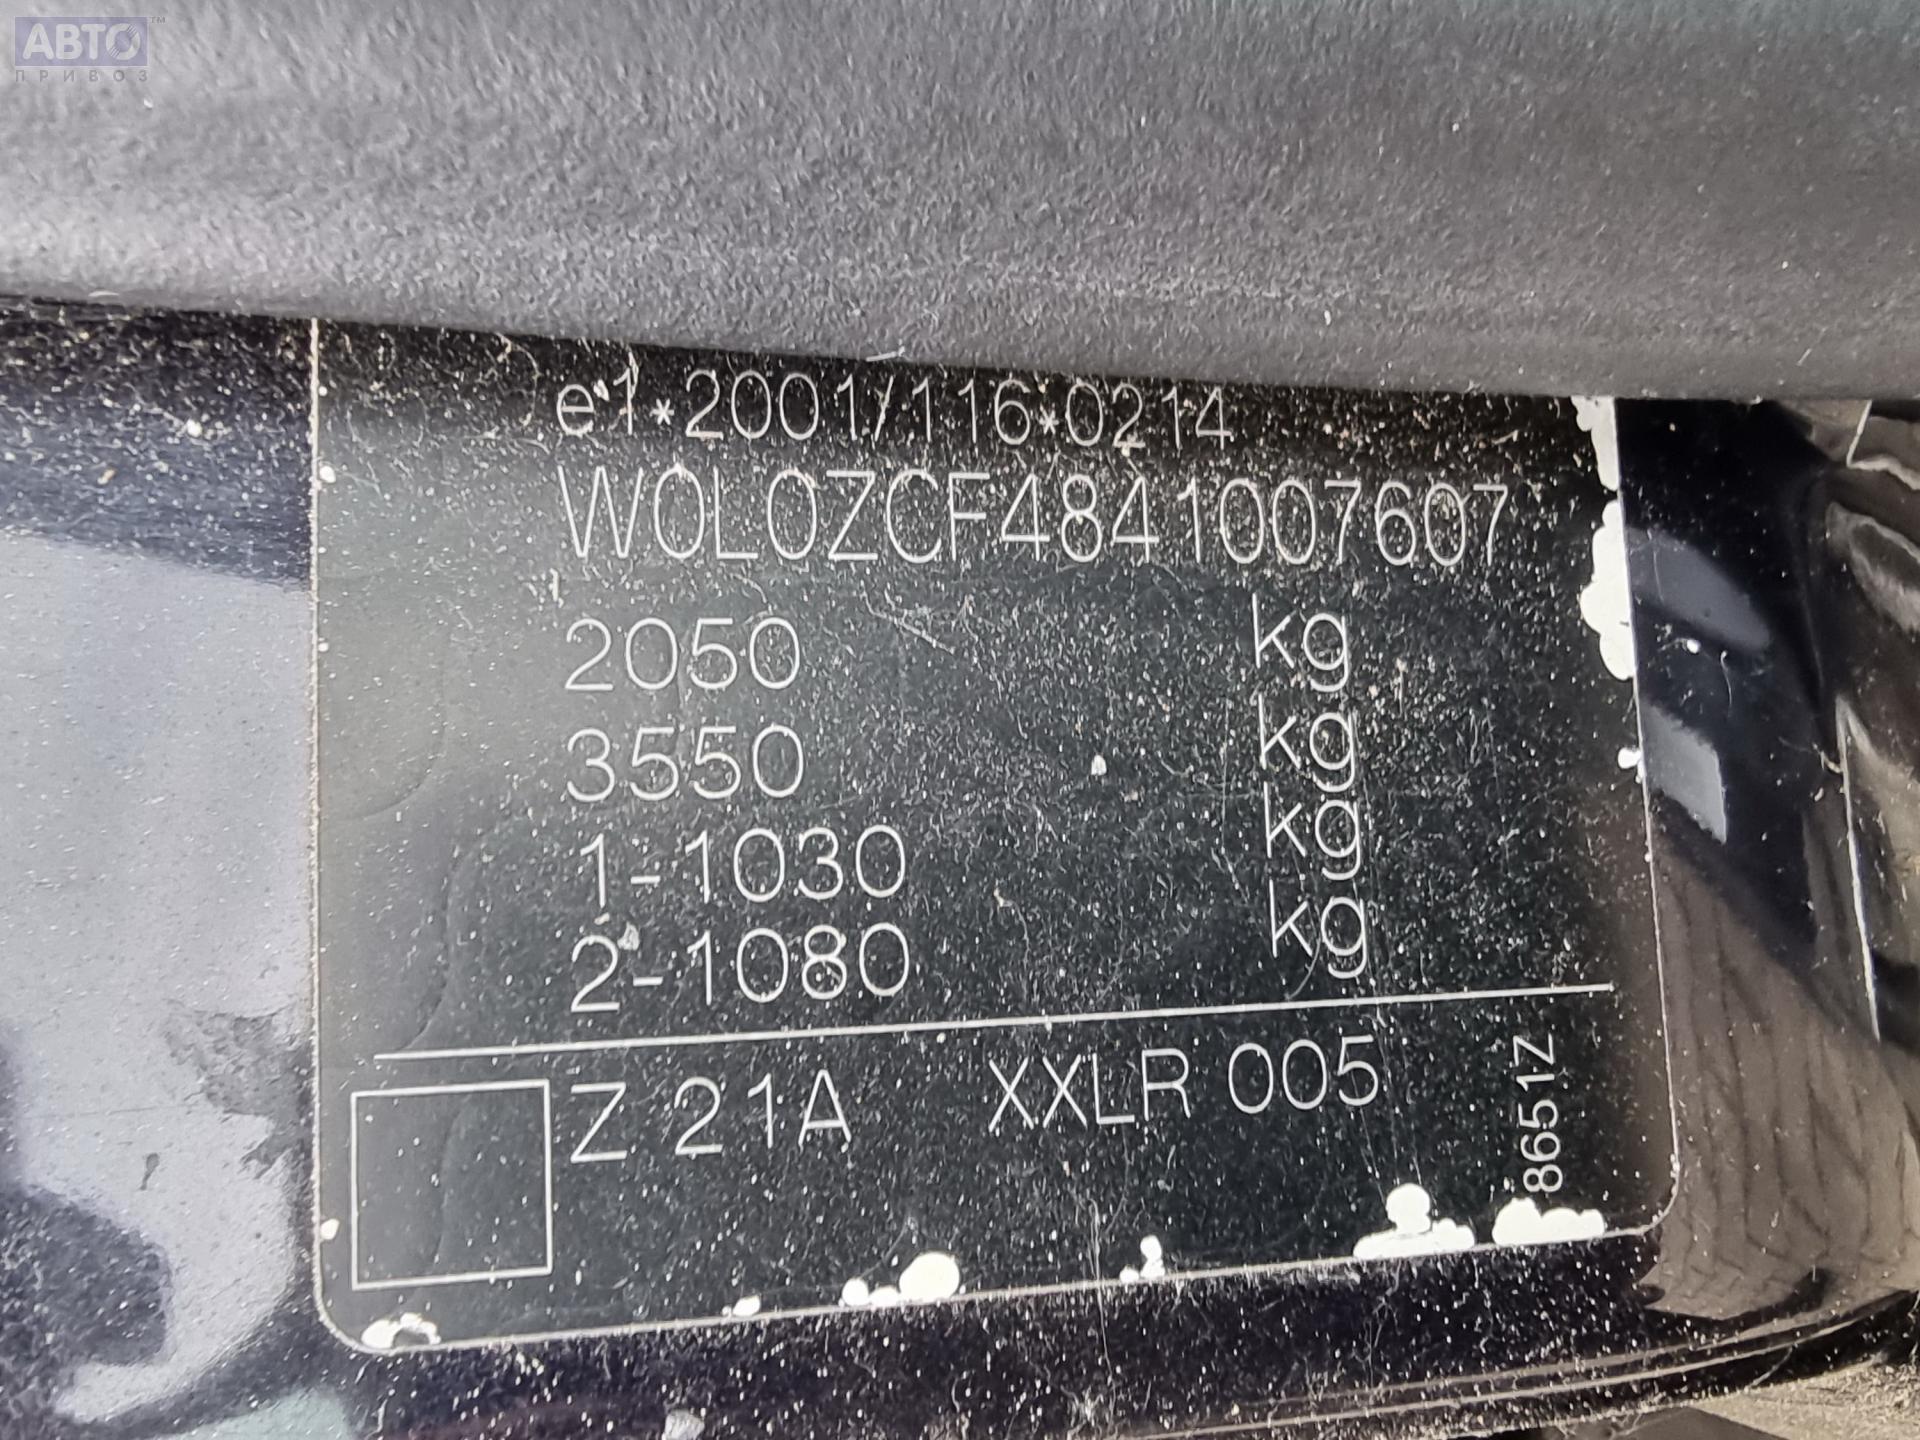 АВТО™
ПРИВОЗ
e1*2001/116*0214
W0L0ZCF4841007607
2050 kg
3550 kg
1-1030 kg
2-1080 kg
Z 21A XXLR 005
8651Z